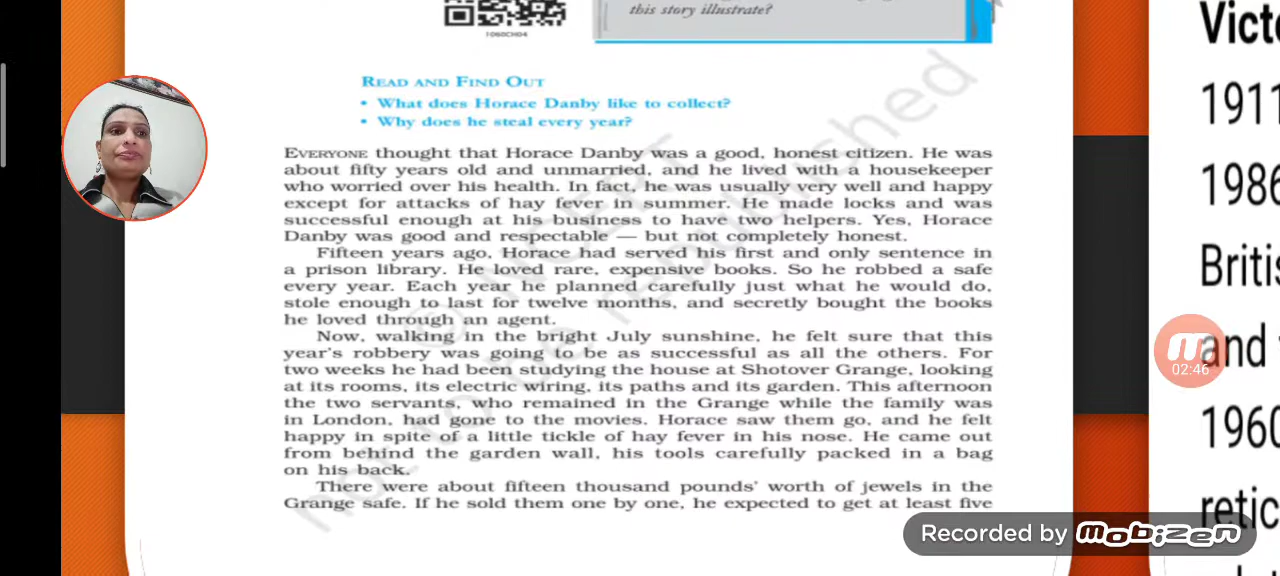 this story illustrate?
1060CH04
READ AND FIND OUT
• What does Horace Danby like to collect?
• Why does he steal every year?
EVERYONE thought that Horace Danby was a good, honest citizen. He was
about fifty years old and unmarried, and he lived with a housekeeper
who worried over his health. In fact, he was usually very well and happy
except for attacks of hay fever in summer. He made locks and was
successful enough at his business to have two helpers. Yes, Horace
Danby was good and respectable — but not completely honest.
Fifteen years ago, Horace had served his first and only sentence in
a prison library. He loved rare, expensive books. So he robbed a safe
every year. Each year he planned carefully just what he would do,
stole enough to last for twelve months, and secretly bought the books
he loved through an agent.
Now, walking in the bright July sunshine, he felt sure that this
year's robbery was going to be as successful as all the others. For
two weeks he had been studying the house at Shotover Grange, looking
at its rooms, its electric wiring, its paths and its garden. This afternoon
the two servants, who remained in the Grange while the family was
in London, had gone to the movies. Horace saw them go, and he felt
happy in spite of a little tickle of hay fever in his nose. He came out
from behind the garden wall, his tools carefully packed in a bag
on his back.
There were about fifteen thousand pounds' worth of jewels in the
Grange safe. If he sold them one by one, he expected to get at least five
© NCERT
not to be republished
Victo
1911
1986
Britis
and
1960
retic
02:46
Recorded by mobizen